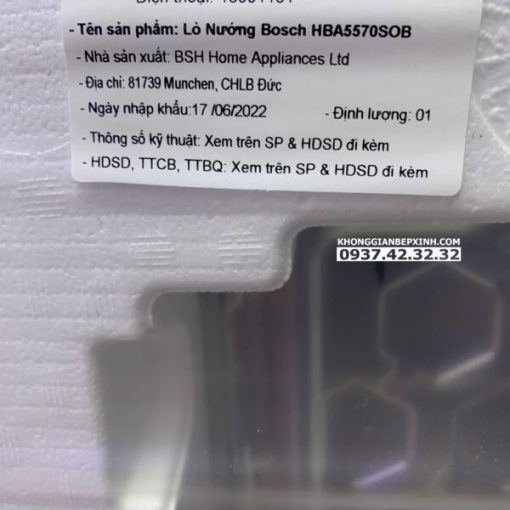 - Tên sản phẩm: Lò Nướng Bosch HBA5570SOB
- Nhà sản xuất: BSH Home Appliances Ltd
- Địa chỉ: 81739 Munchen, CHLB Đức
- Ngày nhập khẩu:17 /06/2022 - Định lượng: 01
- Thông số kỹ thuật: Xem trên SP & HDSD đi kèm
- HDSD, TTCB, TTBQ: Xem trên SP & HDSD đi kèm
KHONGGIANBEPXINH.COM
0937.42.32.32